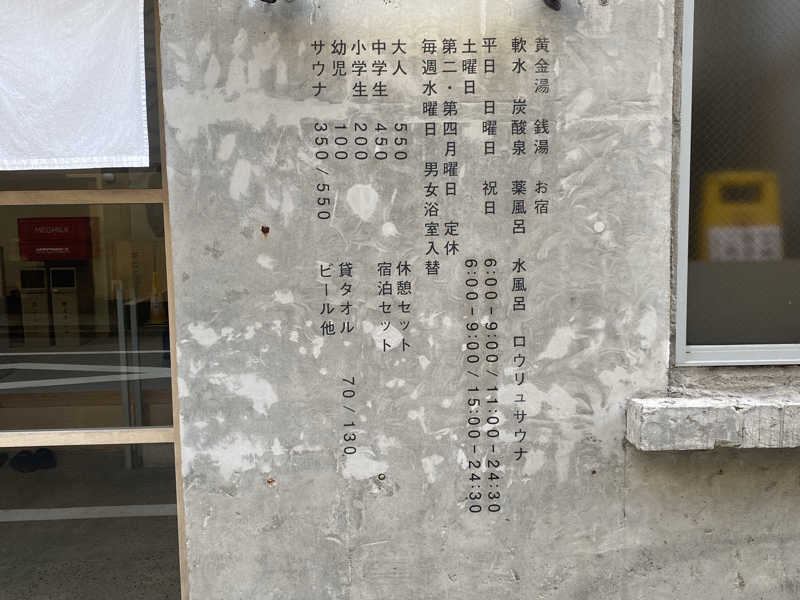 黄金湯 銭湯 お宿
軟水 炭酸泉 薬風呂 水風呂 ロウリュサウナ
平日 日曜日 祝日 6:00-9:00/11:00-24:30
土曜日 6:00-9:00/15:00-24:30
第二・第四月曜日 定休
毎週水曜日 男女浴室入替
大人 550 休憩セット
中学生 450 宿泊セット
小学生 200
幼児 100 貸タオル 70/130
サウナ 350/550 ビール他
MEGMILK